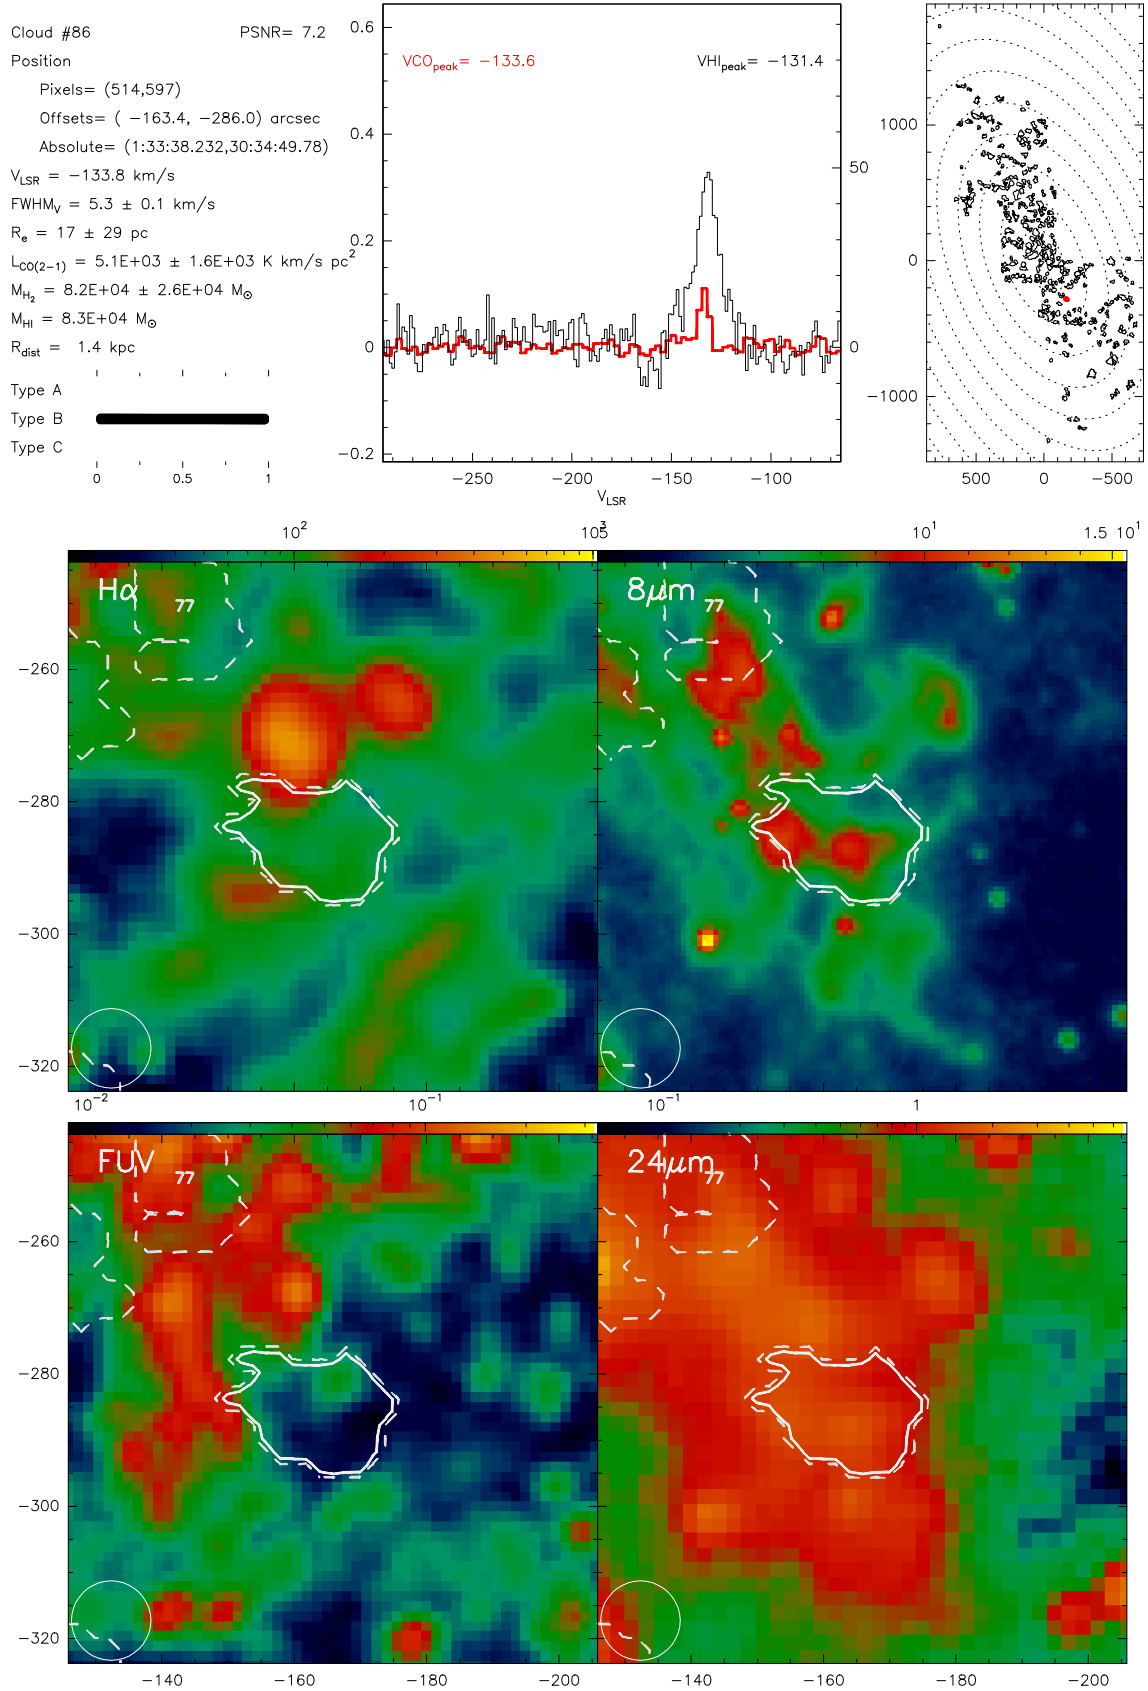 Cloud #86 PSNR= 7.2
Position
Pixels= (514,597)
Offsets= ( −163.4, −286.0) arcsec
Absolute= (1:33:38.232,30:34:49.78)
V_LSR = −133.8 km/s
FWHM_V = 5.3 ± 0.1 km/s
R_e = 17 ± 29 pc
L_CO(2−1) = 5.1E+03 ± 1.6E+03 K km/s pc²
M_H₂ = 8.2E+04 ± 2.6E+04 M_⊙
M_HI = 8.3E+04 M_⊙
R_dist = 1.4 kpc
Type A
Type B
Type C
0 0.5 1
VCO_peak= −133.6 VHI_peak= −131.4
0.6
0.4
0.2
0
−0.2
50
0
−250 −200 −150 −100
V_LSR
1000
0
−1000
500 0 −500
10² 10³
10¹ 1.5 10¹
Hα
77
8μm
77
−260
−280
−300
−320
10⁻² 10⁻¹
10⁻¹ 1
FUV
77
24μm
77
−260
−280
−300
−320
−140 −160 −180 −200
−140 −160 −180 −200